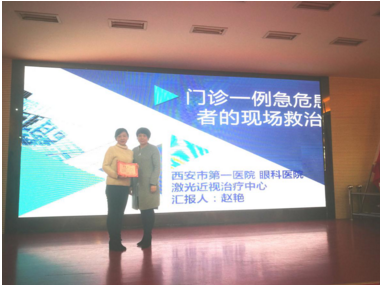 门诊一例急危患
者的现场救治
西安市第一医院 眼科医院
激光近视治疗中心
汇报人：赵艳